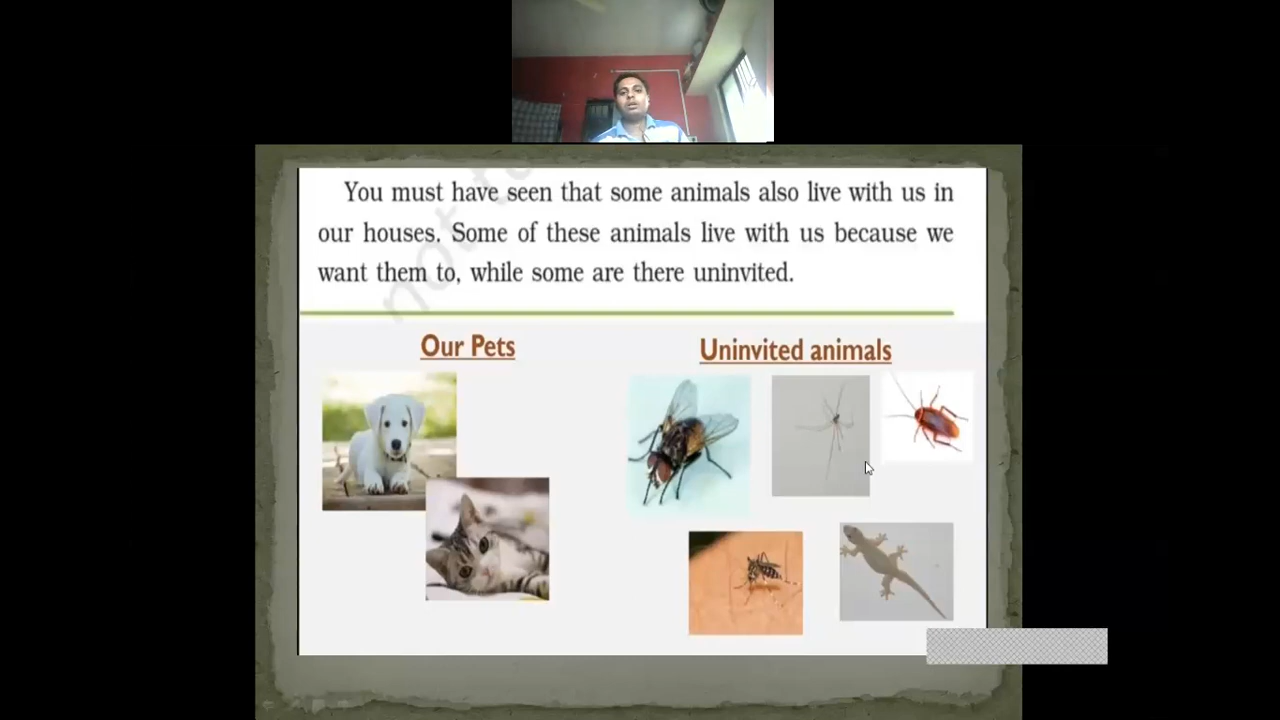 You must have seen that some animals also live with us in
our houses. Some of these animals live with us because we
want them to, while some are there uninvited.
Our Pets
Uninvited animals
not t